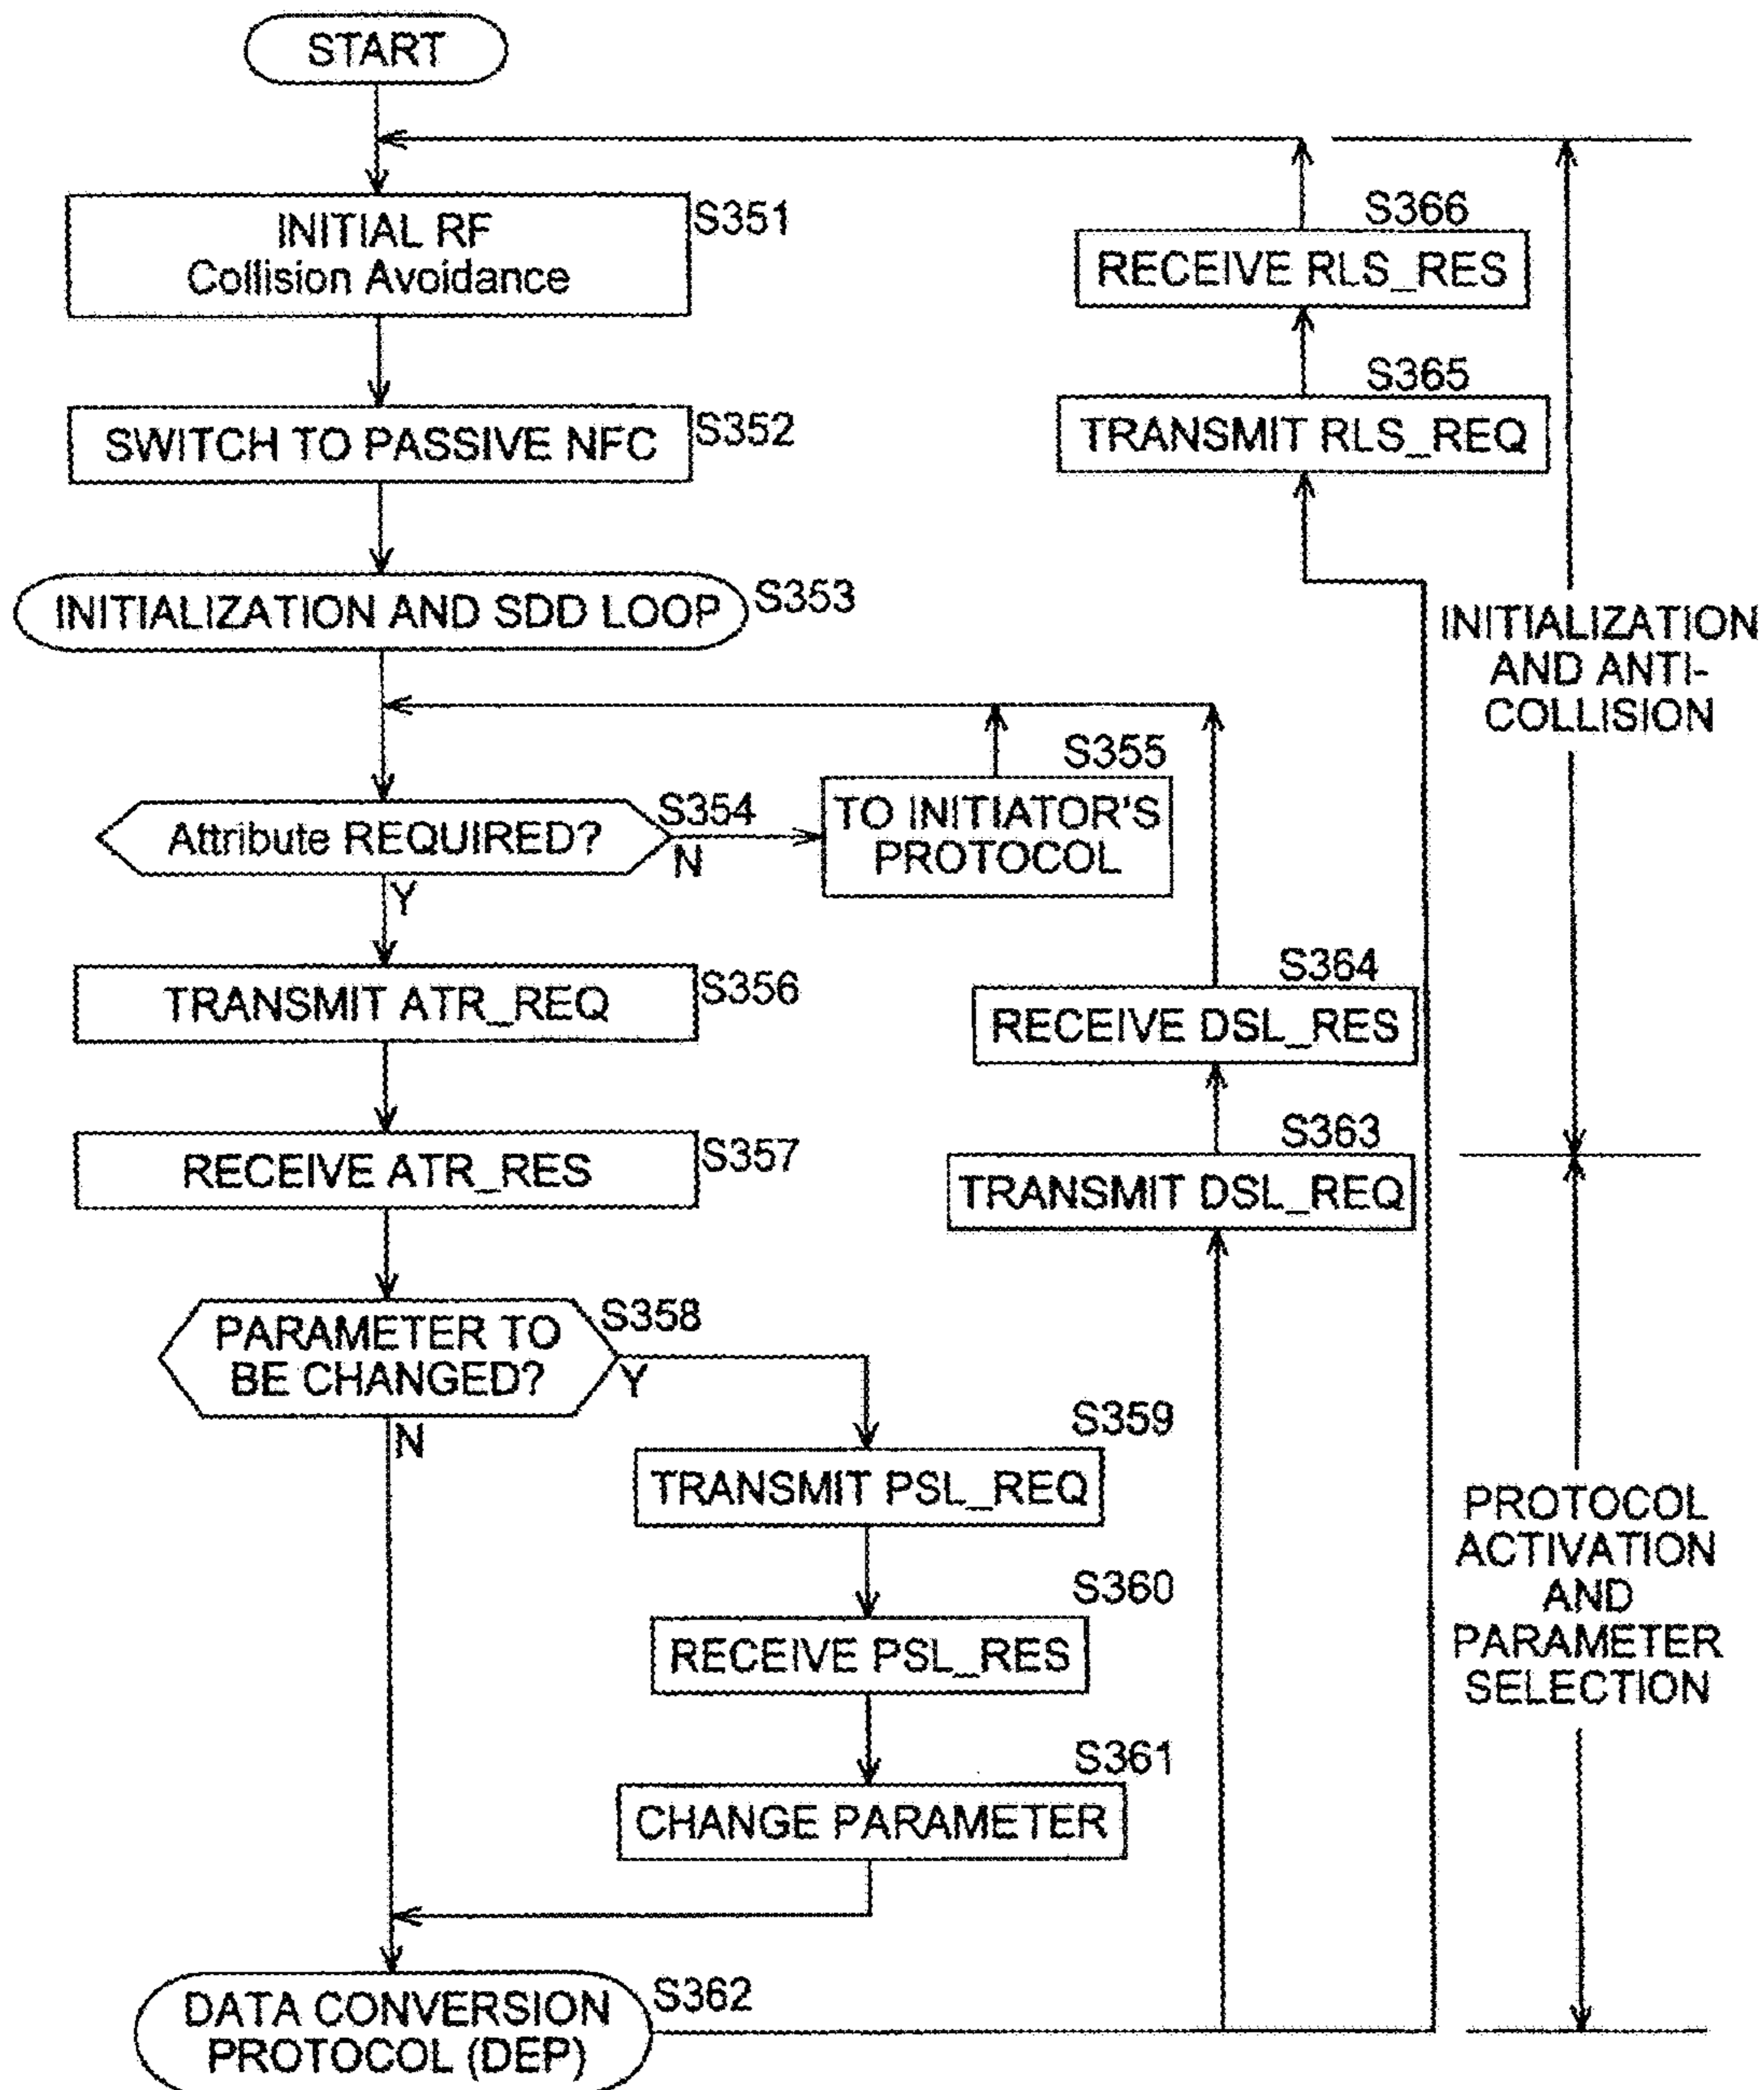 START
INITIAL RF
Collision Avoidance
S351
SWITCH TO PASSIVE NFC
S352
INITIALIZATION AND SDD LOOP
S353
Attribute REQUIRED?
S354
N
Y
TO INITIATOR'S
PROTOCOL
S355
TRANSMIT ATR_REQ
S356
RECEIVE ATR_RES
S357
PARAMETER TO
BE CHANGED?
S358
Y
N
S359
TRANSMIT PSL_REQ
S360
RECEIVE PSL_RES
S361
CHANGE PARAMETER
DATA CONVERSION
PROTOCOL (DEP)
S362
S363
TRANSMIT DSL_REQ
S364
RECEIVE DSL_RES
S365
TRANSMIT RLS_REQ
S366
RECEIVE RLS_RES
INITIALIZATION
AND ANTI-
COLLISION
PROTOCOL
ACTIVATION
AND
PARAMETER
SELECTION